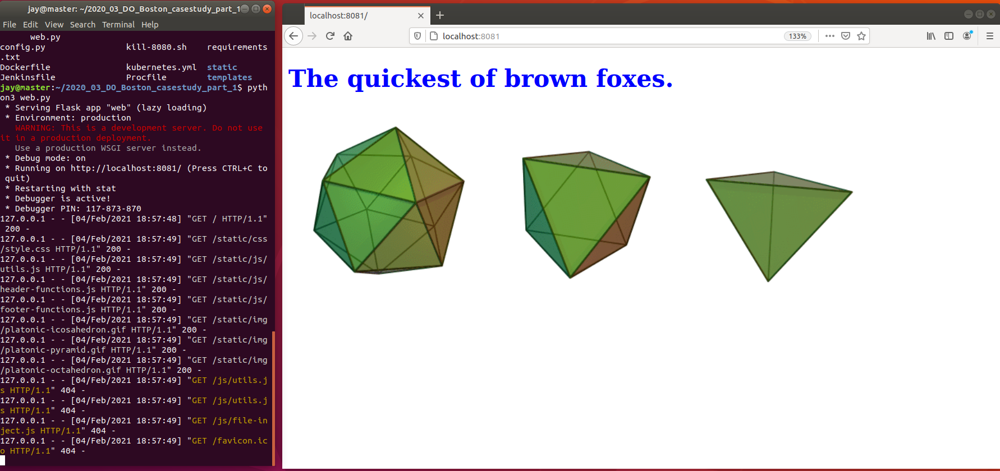 jay@master: ~/2020_03_DO_Boston_casestudy_part_1
File Edit View Search Terminal Help
web.py
config.py kill-8080.sh requirements
.txt
Dockerfile kubernetes.yml static
Jenkinsfile Procfile templates
jay@master:~/2020_03_DO_Boston_casestudy_part_1$ pyth
on3 web.py
* Serving Flask app "web" (lazy loading)
* Environment: production
WARNING: This is a development server. Do not use
it in a production deployment.
Use a production WSGI server instead.
* Debug mode: on
* Running on http://localhost:8081/ (Press CTRL+C to
quit)
* Restarting with stat
* Debugger is active!
* Debugger PIN: 117-873-870
127.0.0.1 - - [04/Feb/2021 18:57:48] "GET / HTTP/1.1"
200 -
127.0.0.1 - - [04/Feb/2021 18:57:49] "GET /static/css
/style.css HTTP/1.1" 200 -
127.0.0.1 - - [04/Feb/2021 18:57:49] "GET /static/js/
utils.js HTTP/1.1" 200 -
127.0.0.1 - - [04/Feb/2021 18:57:49] "GET /static/js/
header-functions.js HTTP/1.1" 200 -
127.0.0.1 - - [04/Feb/2021 18:57:49] "GET /static/js/
footer-functions.js HTTP/1.1" 200 -
127.0.0.1 - - [04/Feb/2021 18:57:49] "GET /static/img
/platonic-icosahedron.gif HTTP/1.1" 200 -
127.0.0.1 - - [04/Feb/2021 18:57:49] "GET /static/img
/platonic-pyramid.gif HTTP/1.1" 200 -
127.0.0.1 - - [04/Feb/2021 18:57:49] "GET /static/img
/platonic-octahedron.gif HTTP/1.1" 200 -
127.0.0.1 - - [04/Feb/2021 18:57:49] "GET /js/utils.j
s HTTP/1.1" 404 -
127.0.0.1 - - [04/Feb/2021 18:57:49] "GET /js/utils.j
s HTTP/1.1" 404 -
127.0.0.1 - - [04/Feb/2021 18:57:49] "GET /js/file-in
ject.js HTTP/1.1" 404 -
127.0.0.1 - - [04/Feb/2021 18:57:49] "GET /favicon.ic
o HTTP/1.1" 404 -
localhost:8081/
localhost:8081 133%
The quickest of brown foxes.